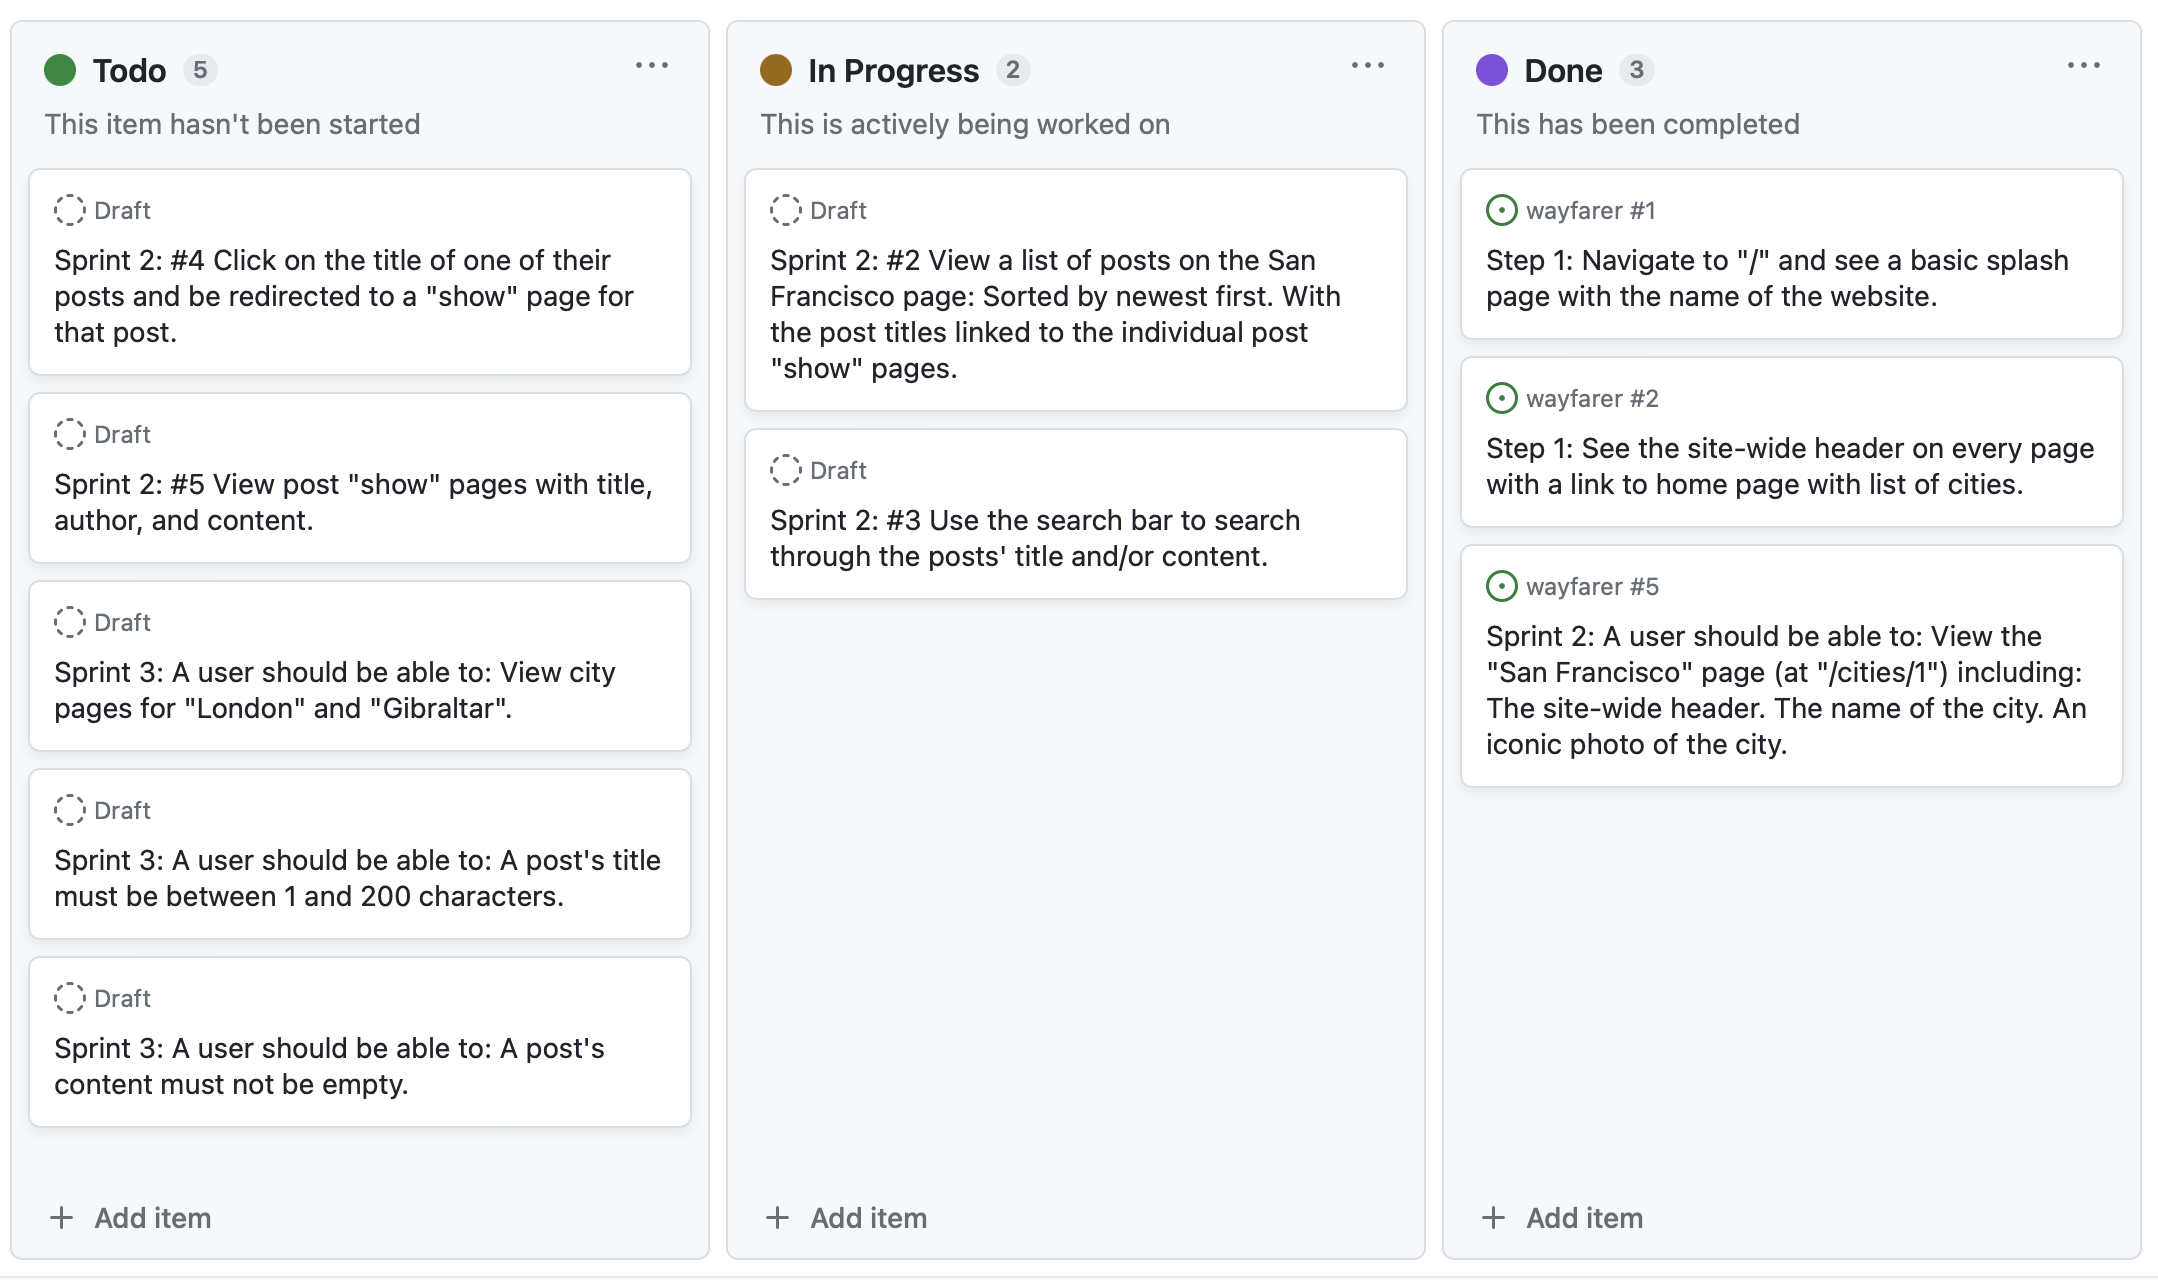 Todo 5
This item hasn't been started
Draft
Sprint 2: #4 Click on the title of one of their
posts and be redirected to a "show" page for
that post.
Draft
Sprint 2: #5 View post "show" pages with title,
author, and content.
Draft
Sprint 3: A user should be able to: View city
pages for "London" and "Gibraltar".
Draft
Sprint 3: A user should be able to: A post's title
must be between 1 and 200 characters.
Draft
Sprint 3: A user should be able to: A post's
content must not be empty.
+ Add item
In Progress 2
This is actively being worked on
Draft
Sprint 2: #2 View a list of posts on the San
Francisco page: Sorted by newest first. With
the post titles linked to the individual post
"show" pages.
Draft
Sprint 2: #3 Use the search bar to search
through the posts' title and/or content.
+ Add item
Done 3
This has been completed
wayfarer #1
Step 1: Navigate to "/" and see a basic splash
page with the name of the website.
wayfarer #2
Step 1: See the site-wide header on every page
with a link to home page with list of cities.
wayfarer #5
Sprint 2: A user should be able to: View the
"San Francisco" page (at "/cities/1") including:
The site-wide header. The name of the city. An
iconic photo of the city.
+ Add item